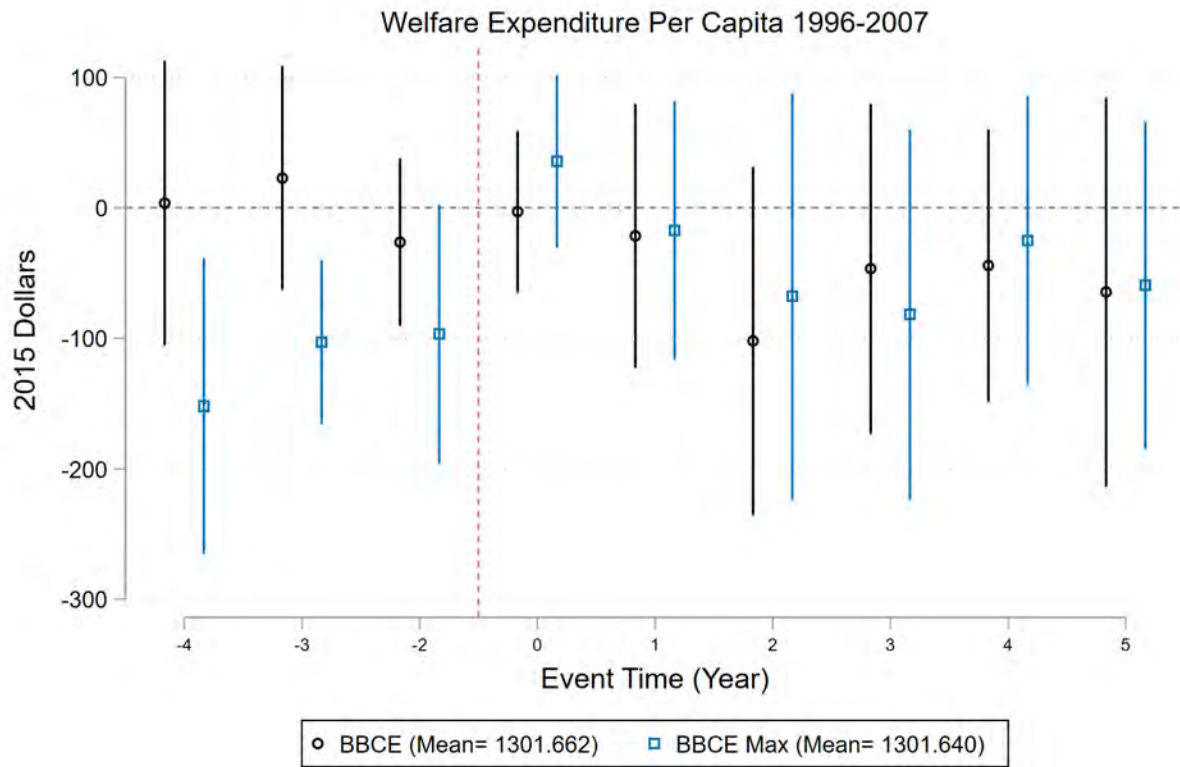 Welfare Expenditure Per Capita 1996-2007
100
0
-100
-200
-300
2015 Dollars
-4 -3 -2 0 1 2 3 4 5
Event Time (Year)
BBCE (Mean= 1301.662) BBCE Max (Mean= 1301.640)